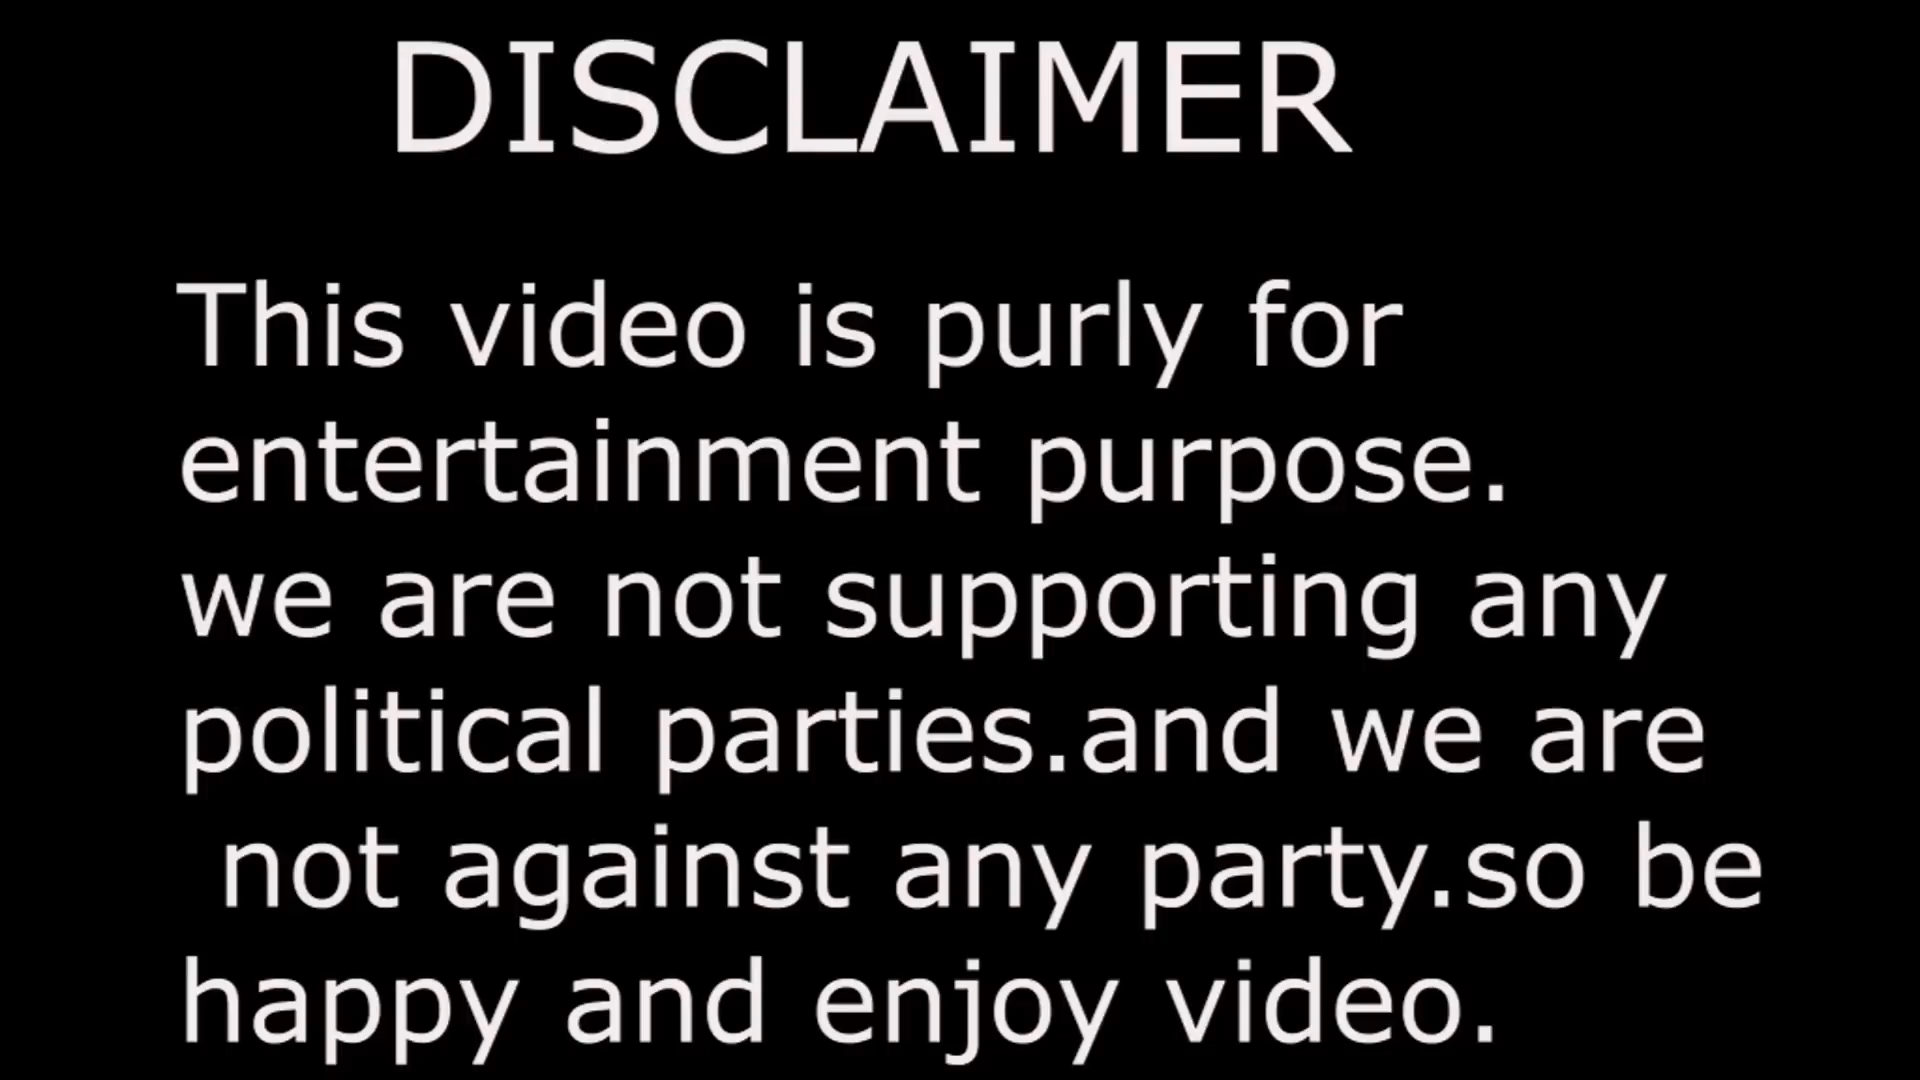 DISCLAIMER
This video is purly for
entertainment purpose.
we are not supporting any
political parties.and we are
not against any party.so be
happy and enjoy video.